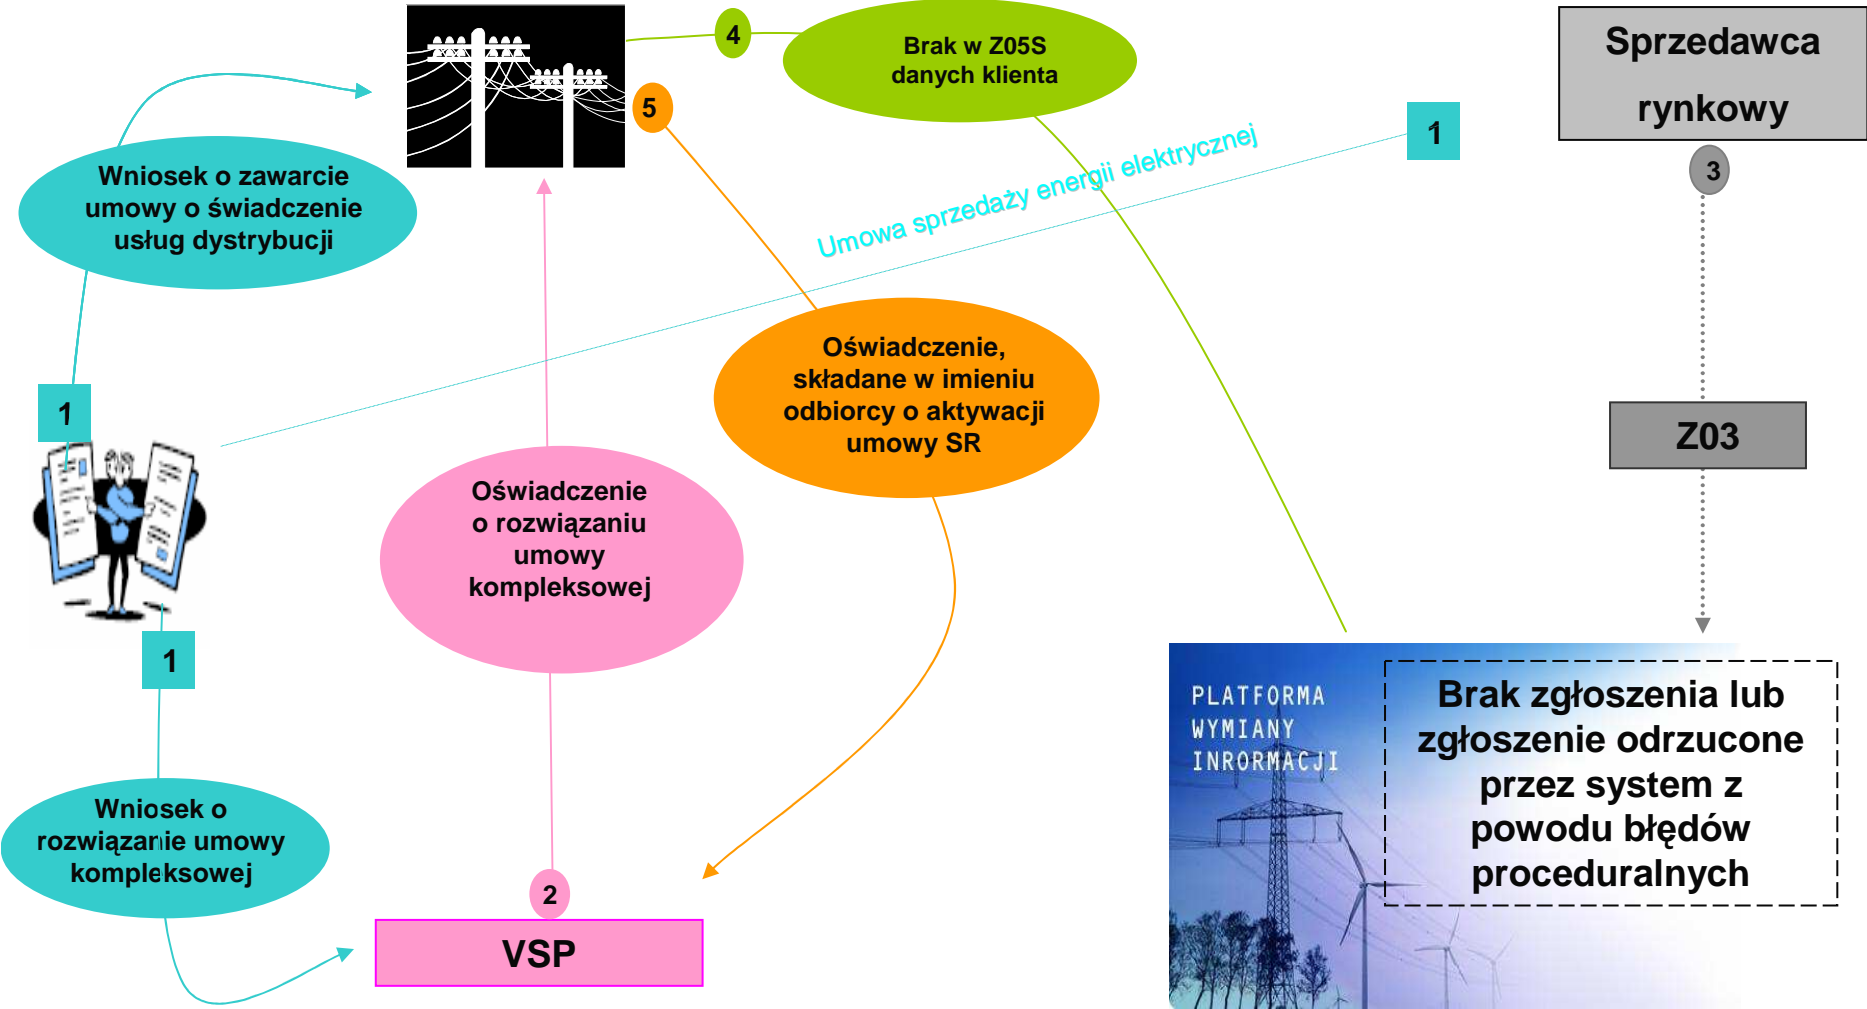 4
Brak w Z05S
danych klienta
Sprzedawca
rynkowy
5
1
3
Umowa sprzedaży energii elektrycznej
Wniosek o zawarcie
umowy o świadczenie
usług dystrybucji
1
Oświadczenie,
składane w imieniu
odbiorcy o aktywacji
umowy SR
Z03
Oświadczenie
o rozwiązaniu
umowy
kompleksowej
1
Wniosek o
rozwiązanie umowy
kompleksowej
2
VSP
PLATFORMA
WYMIANY
INRORMACJI
Brak zgłoszenia lub
zgłoszenie odrzucone
przez system z
powodu błędów
proceduralnych